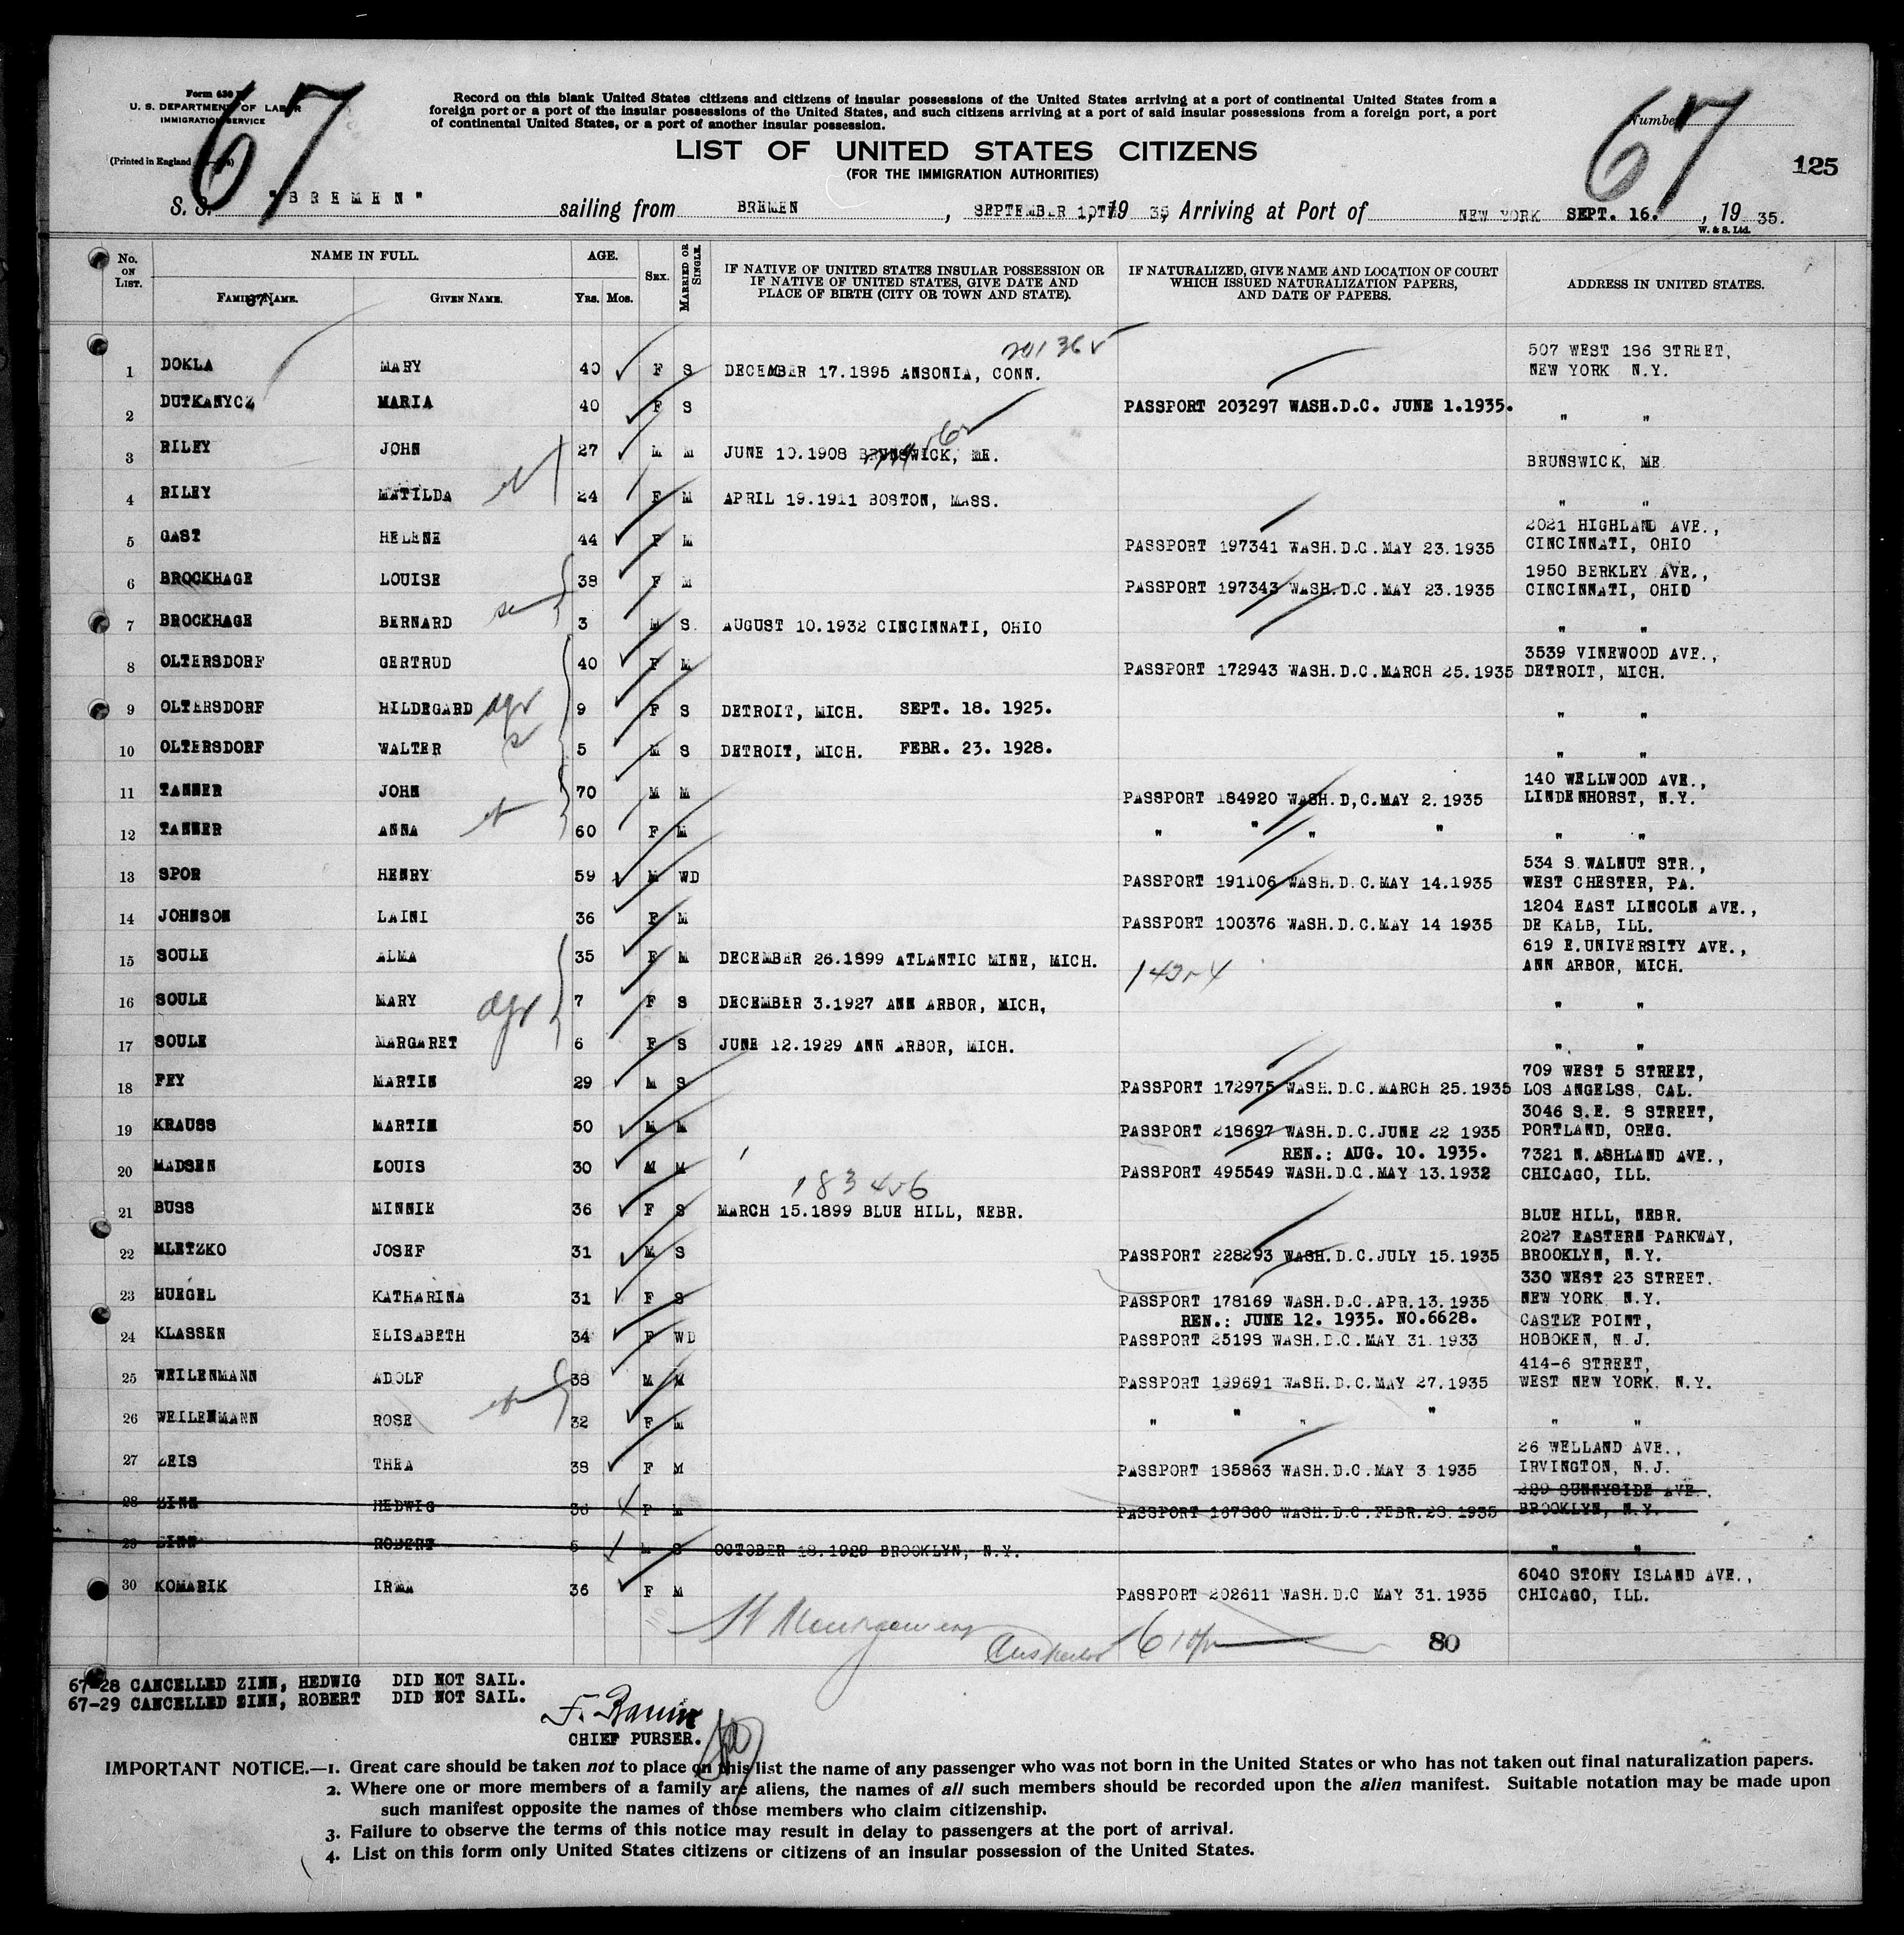 Form 630
U. S. DEPARTMENT OF LABOR
IMMIGRATION SERVICE
(Printed in England
67
Record on this blank United States citizens and citizens of insular possessions of the United States arriving at a port of continental United States from a
foreign port or a port of the insular possessions of the United States, and such citizens arriving at a port of said insular possessions from a foreign port, a port
of continental United States, or a port of another insular possession.
Number 67
LIST OF UNITED STATES CITIZENS
(FOR THE IMMIGRATION AUTHORITIES)
125
S. S. "BREMEN" sailing from BREMEN, SEPTEMBER 10TH, 19 35, Arriving at Port of NEW YORK SEPT. 16., 19 35.
W. & S. Ltd.
No. ON LIST. NAME IN FULL. FAMILY NAME. GIVEN NAME. AGE. Yrs. Mos. SEX. MARRIED OR SINGLE. IF NATIVE OF UNITED STATES INSULAR POSSESSION OR IF NATIVE OF UNITED STATES, GIVE DATE AND PLACE OF BIRTH (CITY OR TOWN AND STATE). IF NATURALIZED, GIVE NAME AND LOCATION OF COURT WHICH ISSUED NATURALIZATION PAPERS, AND DATE OF PAPERS. ADDRESS IN UNITED STATES.
67.
1 DOKLA MARY 40 F S DECEMBER 17.1895 ANSONIA, CONN. 507 WEST 186 STREET, NEW YORK N.Y.
2 DUTKANYCZ MARIA 40 F S PASSPORT 203297 WASH.D.C. JUNE 1.1935. " "
3 RILEY JOHN 27 M M JUNE 10.1908 BRUNSWICK, ME. BRUNSWICK, ME
4 RILEY MATILDA 24 F M APRIL 19.1911 BOSTON, MASS. " "
5 GAST HELENE 44 F M PASSPORT 197341 WASH.D.C.MAY 23.1935 2021 HIGHLAND AVE., CINCINNATI, OHIO
6 BROCKHAGE LOUISE 38 F M PASSPORT 197343 WASH.D.C.MAY 23.1935 1950 BERKLEY AVE., CINCINNATI, OHIO
7 BROCKHAGE BERNARD 3 M S AUGUST 10.1932 CINCINNATI, OHIO " "
8 OLTERSDORF GERTRUD 40 F M PASSPORT 172943 WASH.D.C.MARCH 25.1935 3539 VINEWOOD AVE., DETROIT, MICH.
9 OLTERSDORF HILDEGARD 9 F S DETROIT, MICH. SEPT. 18. 1925. " "
10 OLTERSDORF WALTER 5 M S DETROIT, MICH. FEBR. 23. 1928. " "
11 TANNER JOHN 70 M M PASSPORT 184920 WASH.D,C.MAY 2.1935 140 WELLWOOD AVE., LINDENHORST, N.Y.
12 TANNER ANNA 60 F M " " " " " "
13 SPOR HENRY 59 M WD PASSPORT 191106 WASH.D.C.MAY 14.1935 534 S WALNUT STR., WEST CHESTER, PA.
14 JOHNSON LAINI 36 F M PASSPORT 100376 WASH.D.C.MAY 14 1935 1204 EAST LINCOLN AVE., DE KALB, ILL.
15 SOULE ALMA 35 F M DECEMBER 26.1899 ATLANTIC MINE, MICH. 619 E.UNIVERSITY AVE., ANN ARBOR, MICH.
16 SOULE MARY 7 F S DECEMBER 3.1927 ANN ARBOR, MICH, " "
17 SOULE MARGARET 6 F S JUNE 12.1929 ANN ARBOR, MICH. " "
18 FEY MARTIN 29 M S PASSPORT 172975 WASH.D.C.MARCH 25.1935 709 WEST 5 STREET, LOS ANGELSS, CAL.
19 KRAUSS MARTIN 50 M M PASSPORT 218697 WASH.D.C.JUNE 22 1935 3046 S.E. 8 STREET, PORTLAND, OREG.
20 MADSEN LOUIS 30 M M REN.: AUG. 10. 1935. PASSPORT 495549 WASH.D.C.MAY 13.1932 7321 N.ASHLAND AVE., CHICAGO, ILL.
21 BUSS MINNIE 36 F S MARCH 15.1899 BLUE HILL, NEBR. BLUE HILL, NEBR.
22 MLETZKO JOSEF 31 M S PASSPORT 228293 WASH.D.C.JULY 15.1935 2027 EASTERN PARKWAY, BROOKLYN, N.Y.
23 HUEGEL KATHARINA 31 F S PASSPORT 178169 WASH.D.C.APR.13.1935 330 WEST 23 STREET. NEW YORK N.Y.
24 KLASSEN ELISABETH 34 F WD REN.: JUNE 12. 1935. NO.6628. PASSPORT 25193 WASH.D.C.MAY 31.1933 CASTLE POINT, HOBOKEN, N.J.
25 WEILENMANN ADOLF 38 M M PASSPORT 199691 WASH.D.C.MAY 27.1935 414-6 STREET, WEST NEW YORK. N.Y.
26 WEILENMANN ROSE 32 F M " " " " " "
27 ZEIS THEA 38 F M PASSPORT 185863 WASH.D.C.MAY 3 1935 26 WELLAND AVE., IRVINGTON, N.J.
28 ZINN HEDWIG 36 F M PASSPORT 167860 WASH.D.C.FEBR.28.1935 SUNNYSIDE AVE., BROOKLYN, N.Y.
29 ZINN ROBERT 5 M S OCTOBER 18.1929 BROOKLYN, N.Y. " "
30 KOMARIK IRMA 36 F M PASSPORT 202611 WASH.D.C MAY 31.1935 6040 STONY ISLAND AVE., CHICAGO, ILL.
80
67-28 CANCELLED ZINN, HEDWIG DID NOT SAIL.
67-29 CANCELLED ZINN, ROBERT DID NOT SAIL.
CHIEF PURSER.
IMPORTANT NOTICE.—1. Great care should be taken not to place on this list the name of any passenger who was not born in the United States or who has not taken out final naturalization papers.
2. Where one or more members of a family are aliens, the names of all such members should be recorded upon the alien manifest. Suitable notation may be made upon
such manifest opposite the names of those members who claim citizenship.
3. Failure to observe the terms of this notice may result in delay to passengers at the port of arrival.
4. List on this form only United States citizens or citizens of an insular possession of the United States.